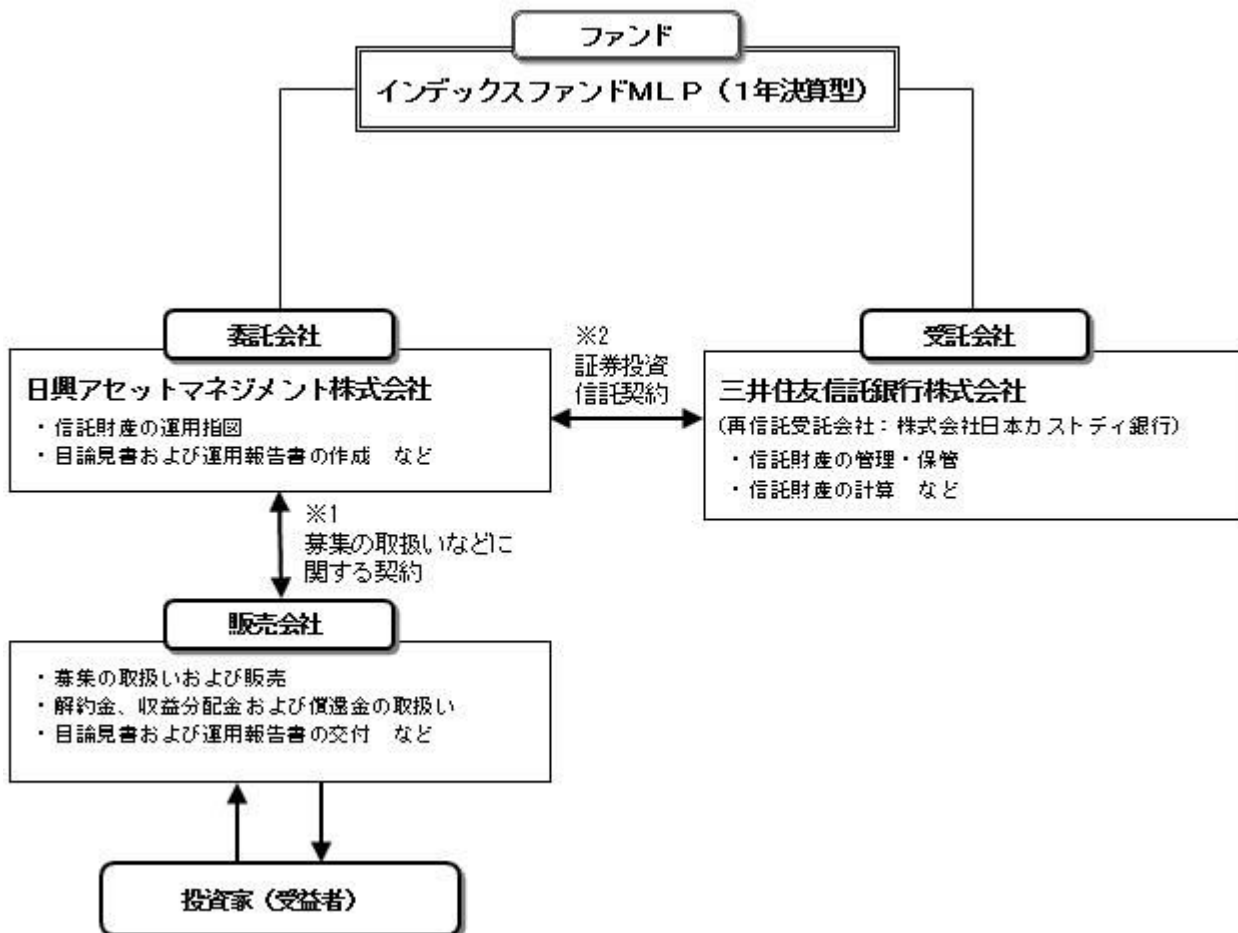 ファンド
インデックスファンドMLP（1年決算型）
委託会社
日興アセットマネジメント株式会社
・信託財産の運用指図
・目論見書および運用報告書の作成　など
※2
証券投資
信託契約
受託会社
三井住友信託銀行株式会社
（再信託受託会社：株式会社日本カストディ銀行）
・信託財産の管理・保管
・信託財産の計算　など
※1
募集の取扱いなどに
関する契約
販売会社
・募集の取扱いおよび販売
・解約金、収益分配金および償還金の取扱い
・目論見書および運用報告書の交付　など
投資家（受益者）